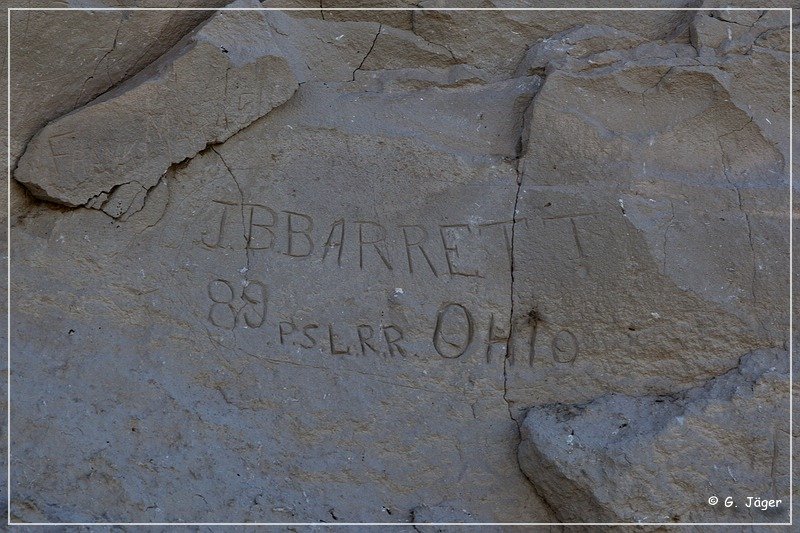 J.B BARRETT
89 P.S.L.R.R. OHIO
© G. Jäger